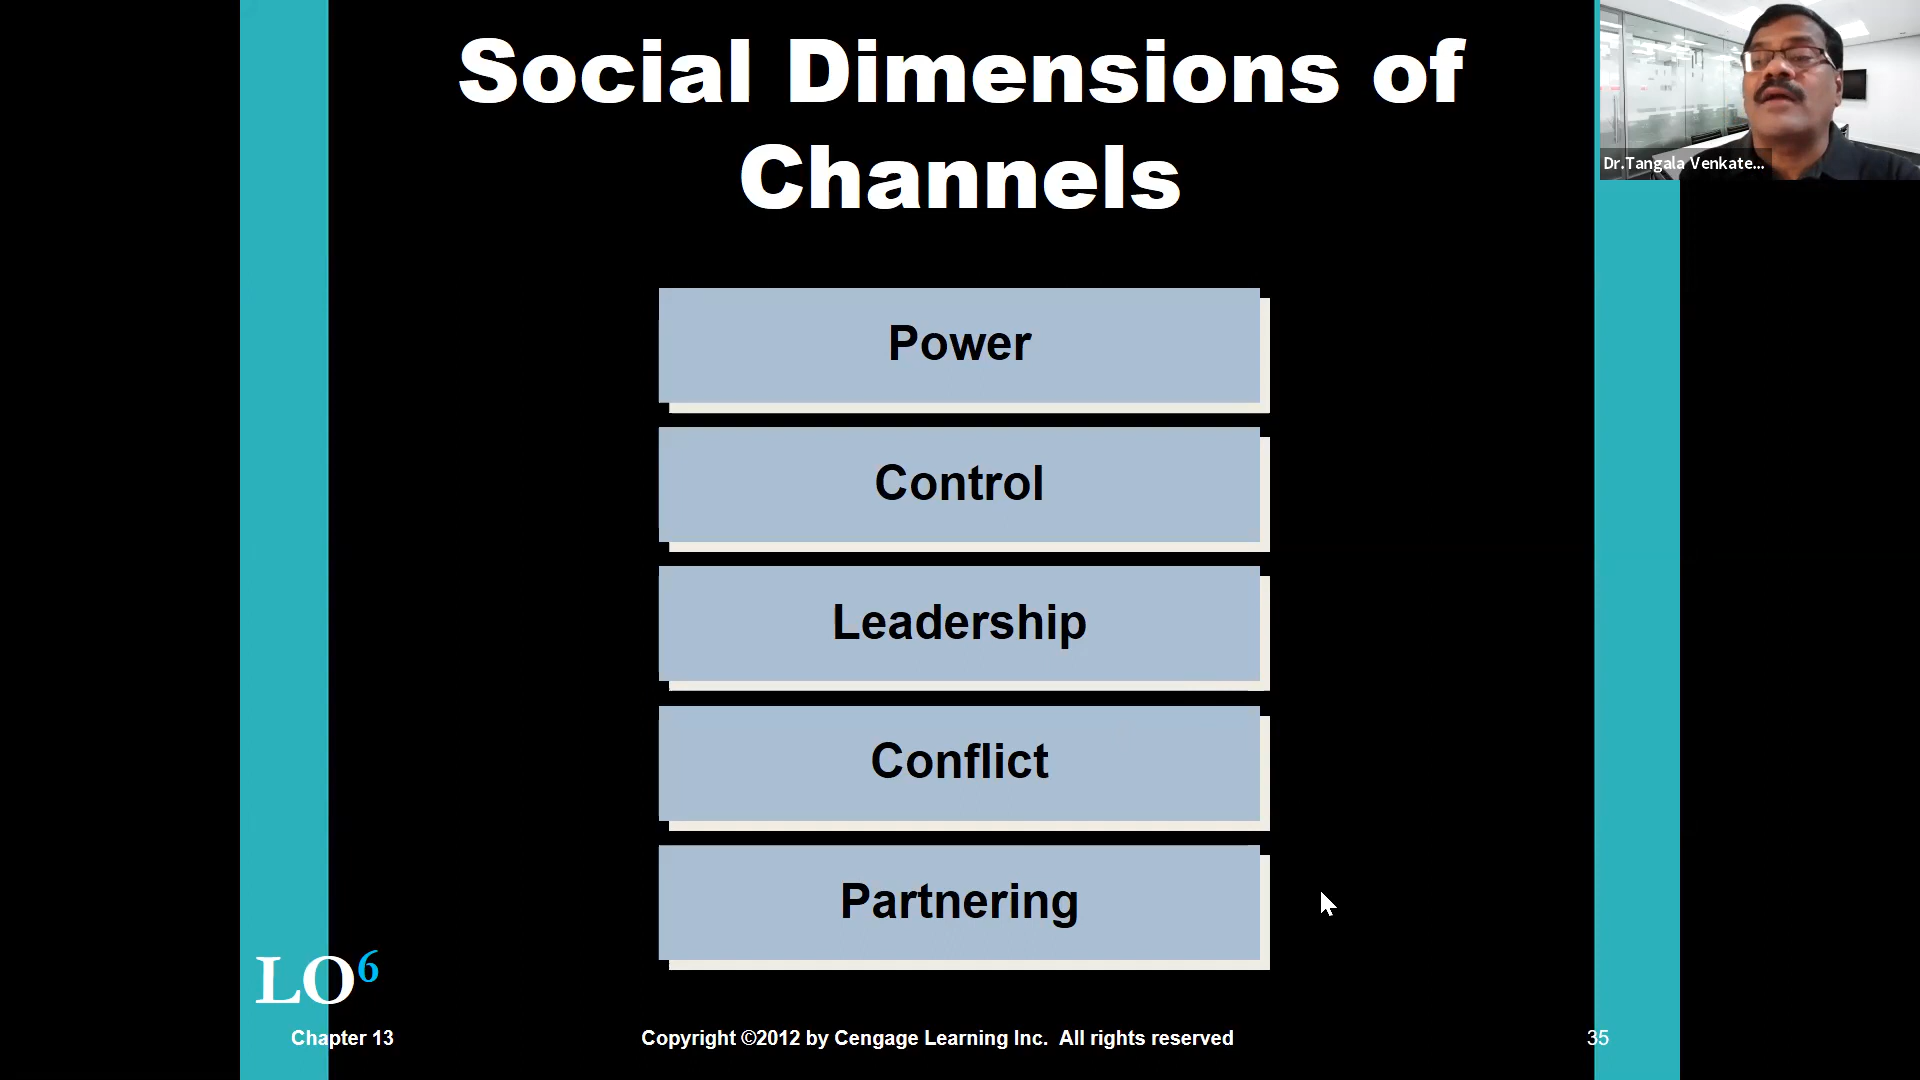 Social Dimensions of
Channels
Dr.Tangala Venkate...
Power
Control
Leadership
Conflict
Partnering
LO6
Chapter 13
Copyright ©2012 by Cengage Learning Inc. All rights reserved
35